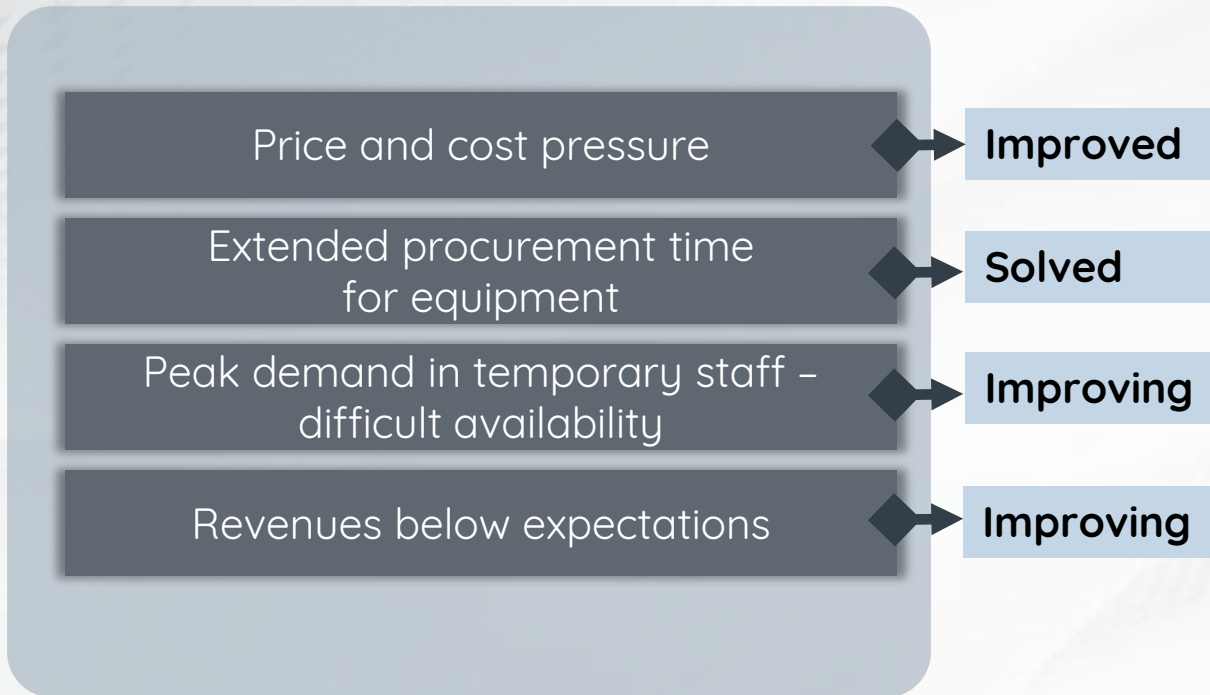 Price and cost pressure
Improved
Extended procurement time
for equipment
Solved
Peak demand in temporary staff –
difficult availability
Improving
Revenues below expectations
Improving